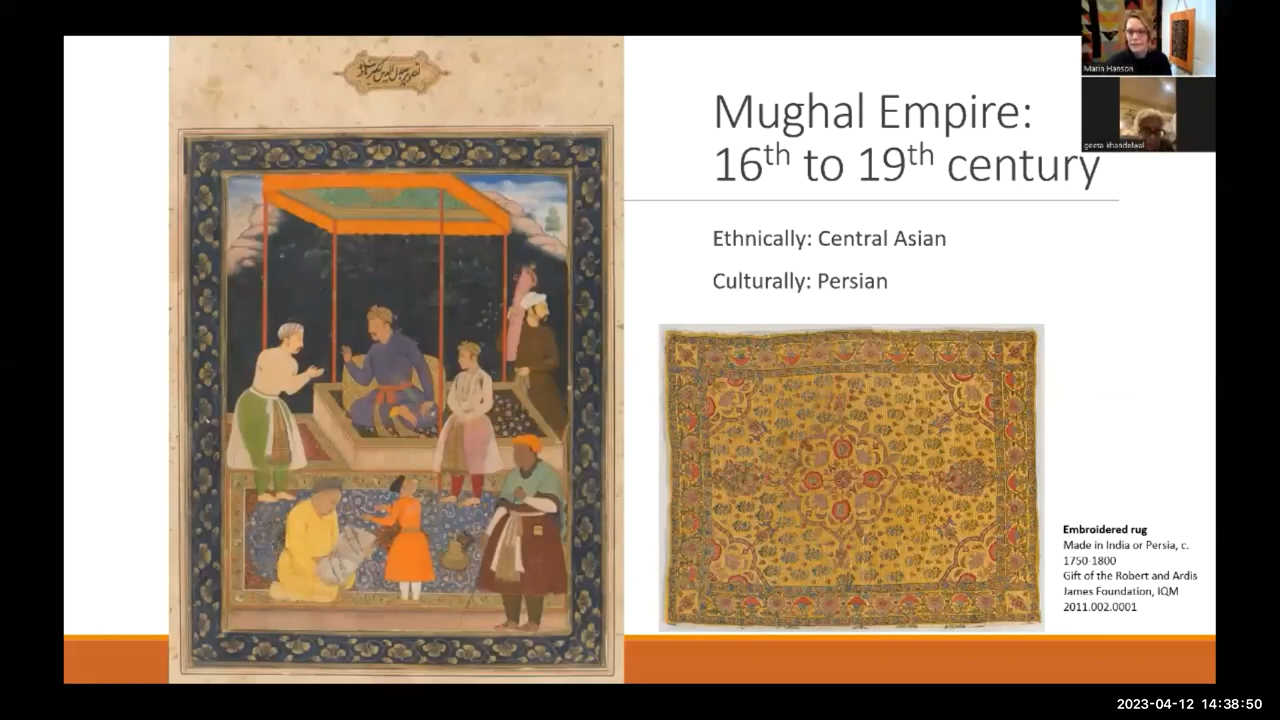 Marin Hanson
geeta khandelwal
Mughal Empire:
16th to 19th century
Ethnically: Central Asian
Culturally: Persian
Embroidered rug
Made in India or Persia, c.
1750-1800
Gift of the Robert and Ardis
James Foundation, IQM
2011.002.0001
2023-04-12 14:38:50